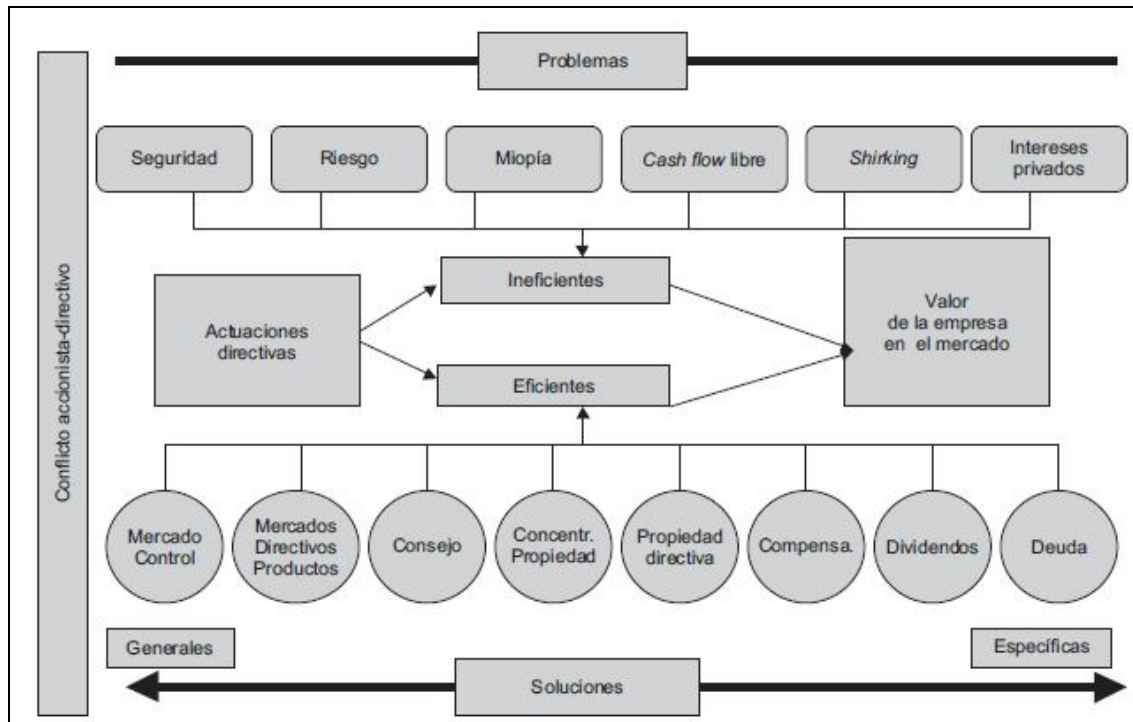 Problemas
Seguridad
Riesgo
Miopía
Cash flow libre
Shirking
Intereses
privados
Conflicto accionista-directivo
Actuaciones
directivas
Ineficientes
Eficientes
Valor
de la empresa
en el mercado
Mercado
Control
Mercados
Directivos
Productos
Consejo
Concentr.
Propiedad
Propiedad
directiva
Compensa.
Dividendos
Deuda
Generales
Específicas
Soluciones